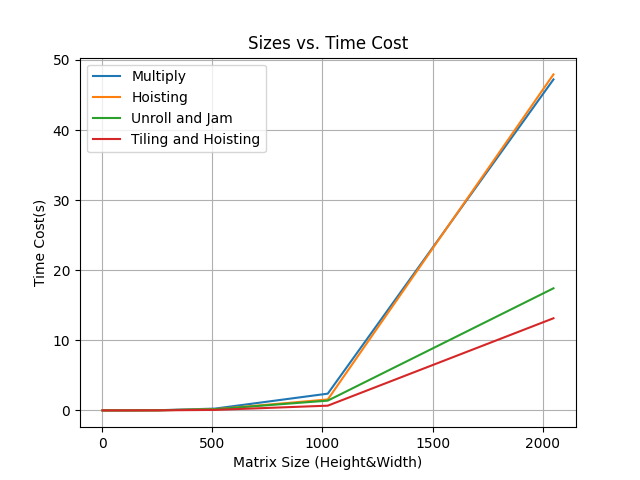 Sizes vs. Time Cost
50
40
30
20
10
0
Time Cost(s)
Multiply
Hoisting
Unroll and Jam
Tiling and Hoisting
0
500
1000
1500
2000
Matrix Size (Height&Width)